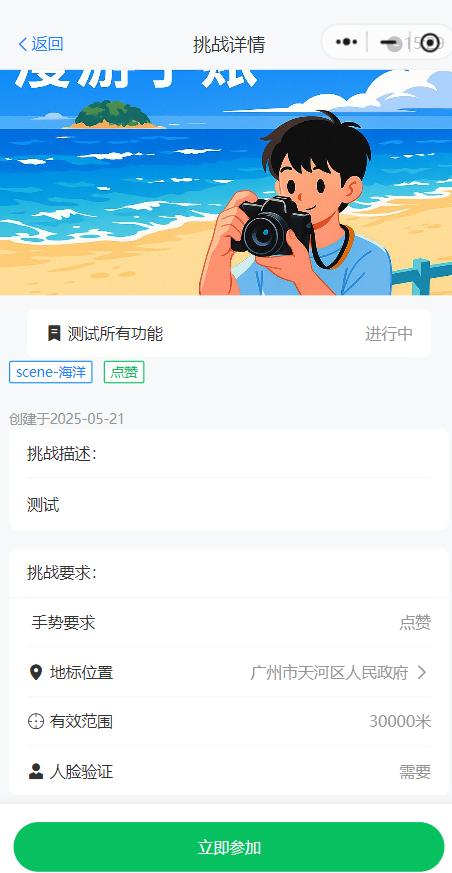 返回
挑战详情
漫游手账
测试所有功能
进行中
scene-海洋
点赞
创建于2025-05-21
挑战描述:
测试
挑战要求:
手势要求
点赞
地标位置
广州市天河区人民政府
有效范围
30000米
人脸验证
需要
立即参加